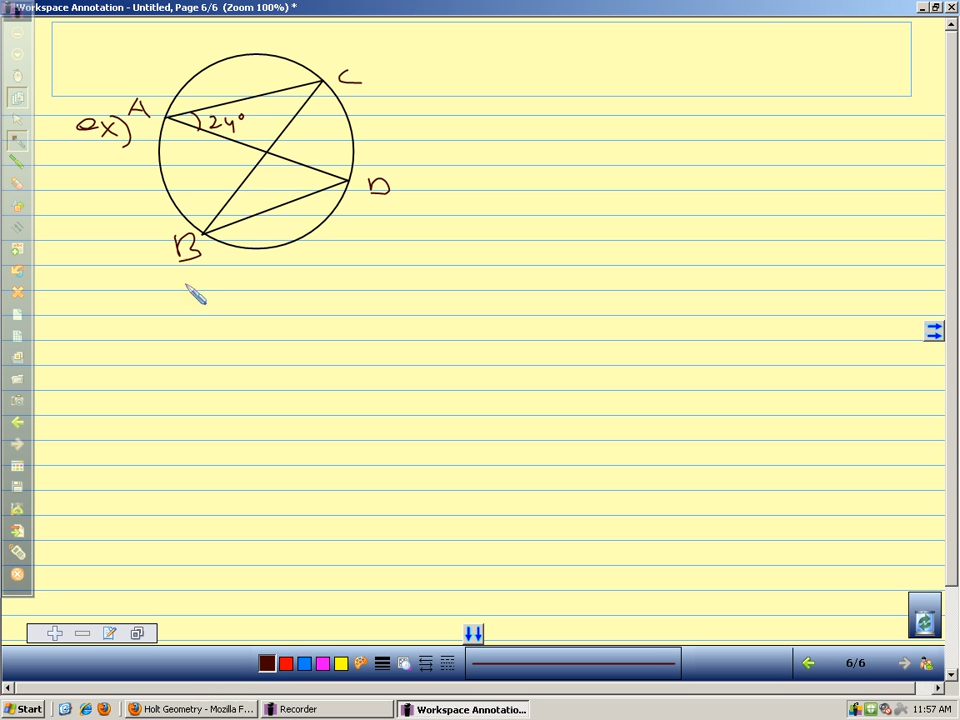 Workspace Annotation - Untitled, Page 6/6 (Zoom 100%) *
C
A
ex)
24°
D
B
6/6
Start
Holt Geometry - Mozilla F...
Recorder
Workspace Annotatio...
11:57 AM